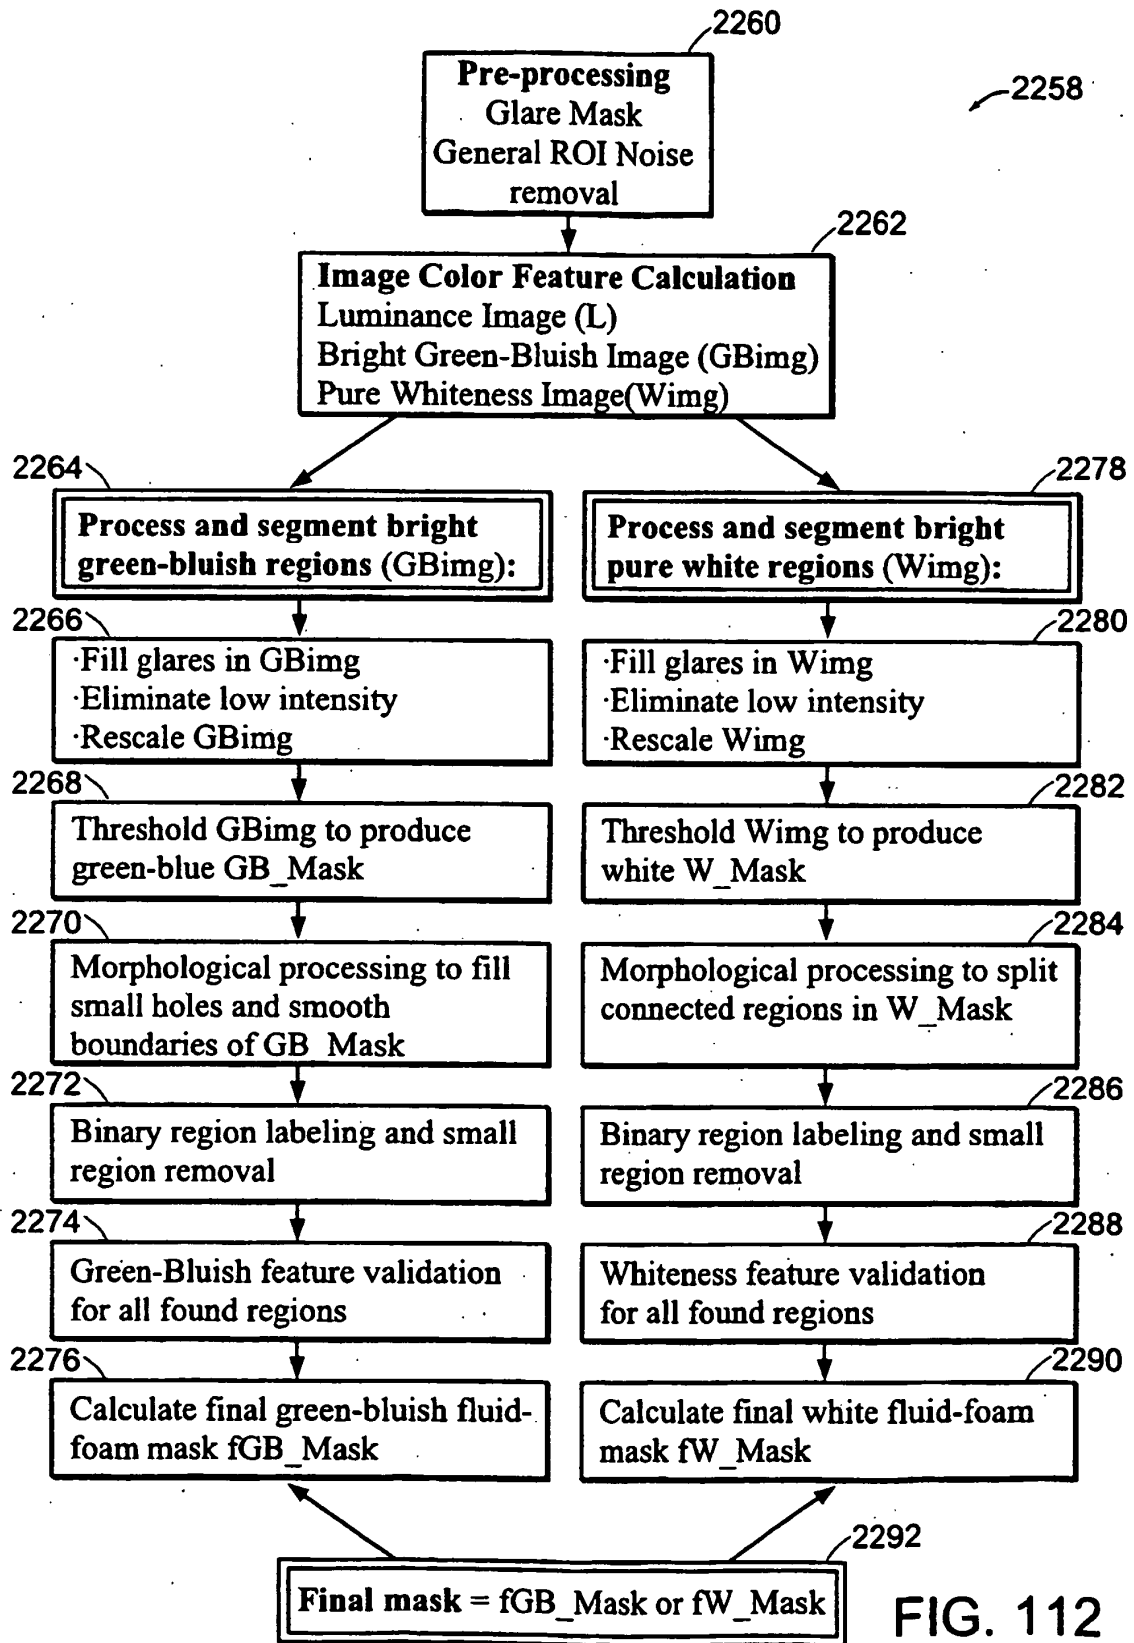 2260
Pre-processing
Glare Mask
General ROI Noise
removal
2258
2262
Image Color Feature Calculation
Luminance Image (L)
Bright Green-Bluish Image (GBimg)
Pure Whiteness Image(Wimg)
2264
Process and segment bright
green-bluish regions (GBimg):
2266
·Fill glares in GBimg
·Eliminate low intensity
·Rescale GBimg
2268
Threshold GBimg to produce
green-blue GB_Mask
2270
Morphological processing to fill
small holes and smooth
boundaries of GB_Mask
2272
Binary region labeling and small
region removal
2274
Green-Bluish feature validation
for all found regions
2276
Calculate final green-bluish fluid-
foam mask fGB_Mask
2278
Process and segment bright
pure white regions (Wimg):
2280
·Fill glares in Wimg
·Eliminate low intensity
·Rescale Wimg
2282
Threshold Wimg to produce
white W_Mask
2284
Morphological processing to split
connected regions in W_Mask
2286
Binary region labeling and small
region removal
2288
Whiteness feature validation
for all found regions
2290
Calculate final white fluid-foam
mask fW_Mask
2292
Final mask = fGB_Mask or fW_Mask
FIG. 112